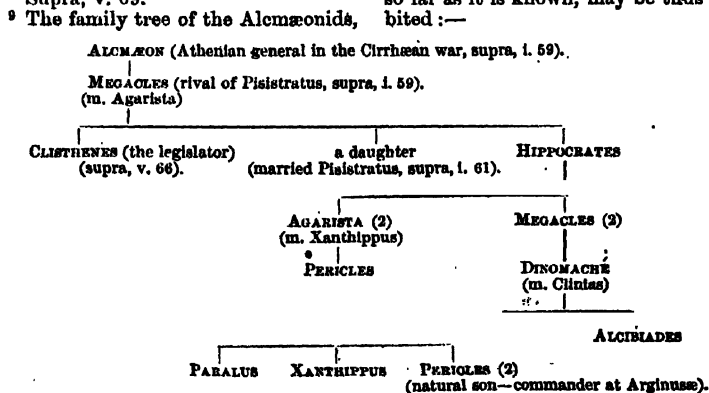 Supra, v. 65.
so far as it is known, may be thus
⁹ The family tree of the Alcmæonids,
bited:—
ALCMÆON (Athenian general in the Cirrhæan war, supra, i. 59).
MEGACLES (rival of Pisistratus, supra, i. 59).
(m. Agarista)
CLISTHENES (the legislator)
(supra, v. 66).
a daughter
(married Pisistratus, supra, i. 61).
HIPPOCRATES
AGARISTA (2)
(m. Xanthippus)
MEGACLES (2)
PERICLES
DINOMACHÉ
(m. Clinias)
ALCIBIADES
PARALUS
XANTHIPPUS
PERICLES (2)
(natural son—commander at Arginusæ).